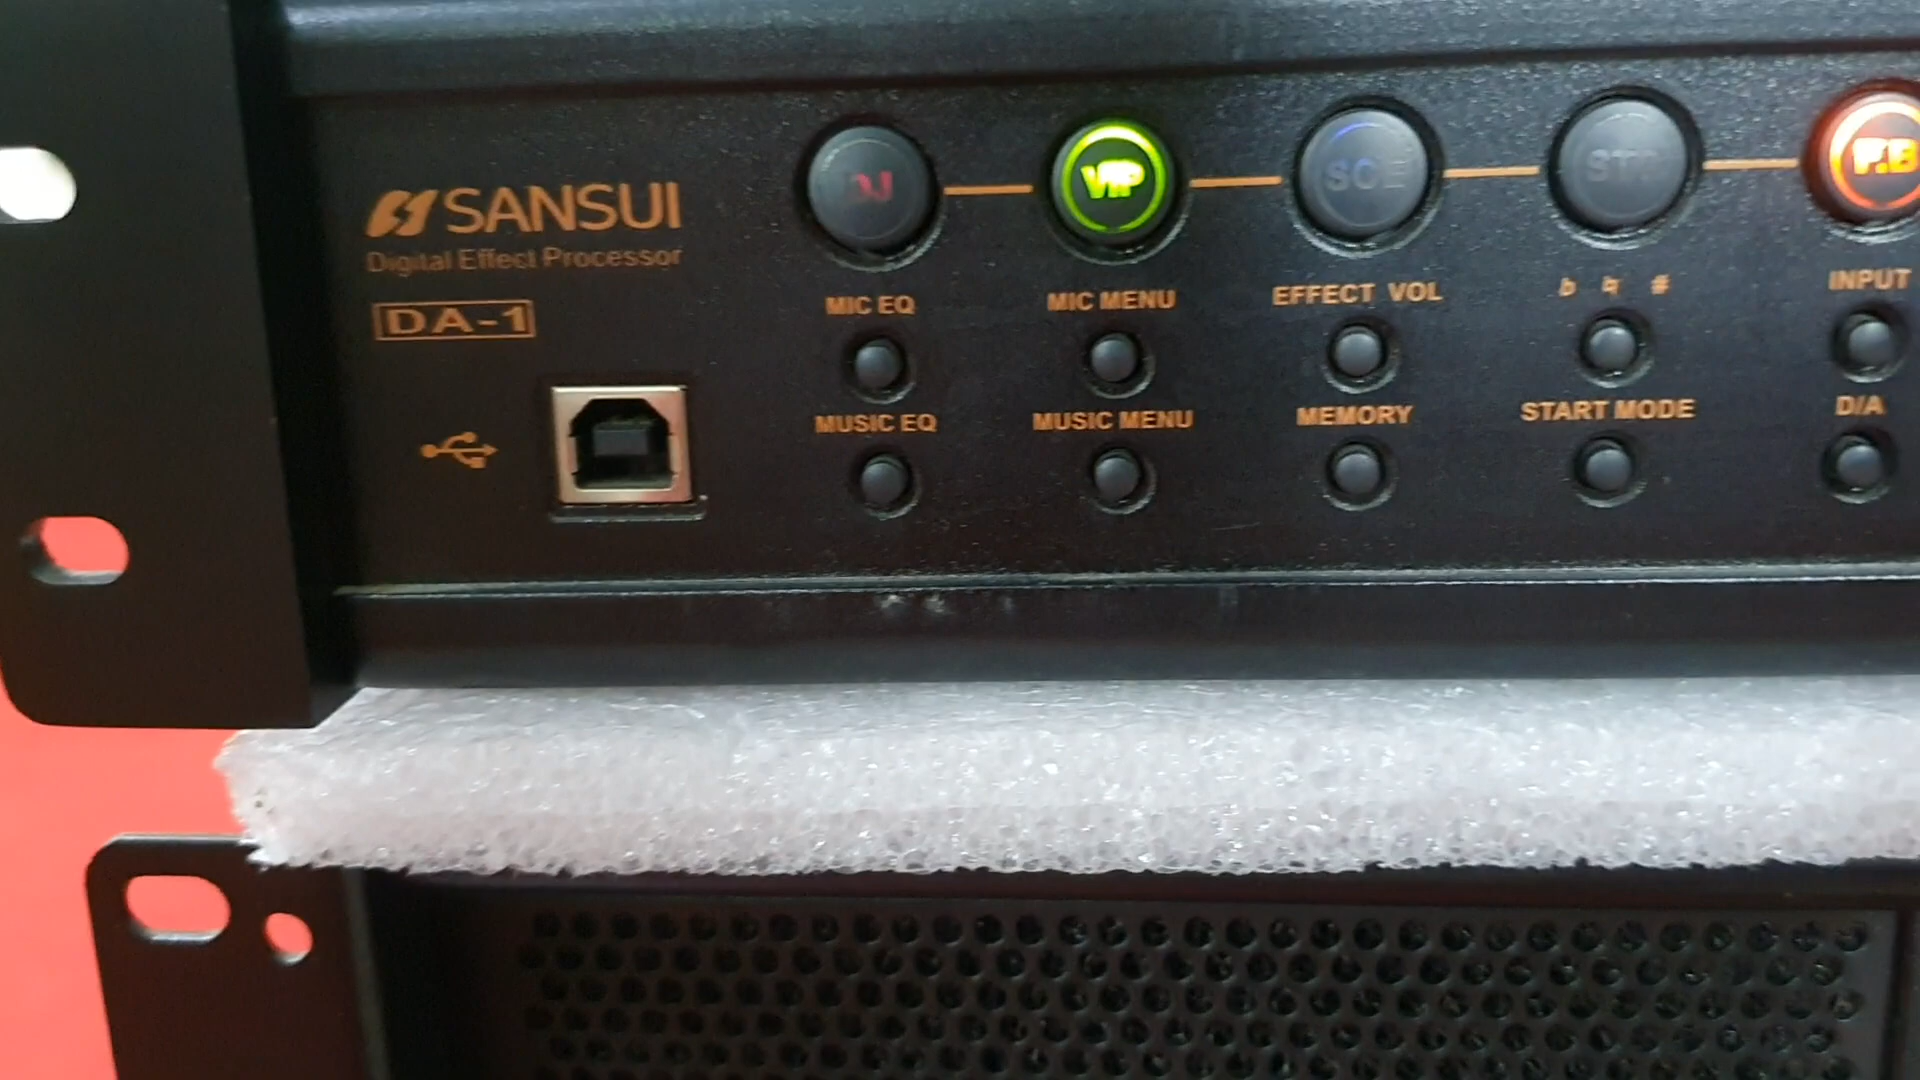 SANSUI
Digital Effect Processor
DA-1
DJ
VIP
F.B
MIC EQ
MIC MENU
EFFECT VOL
♭ ♮ #
INPUT
MUSIC EQ
MUSIC MENU
MEMORY
START MODE
D/A